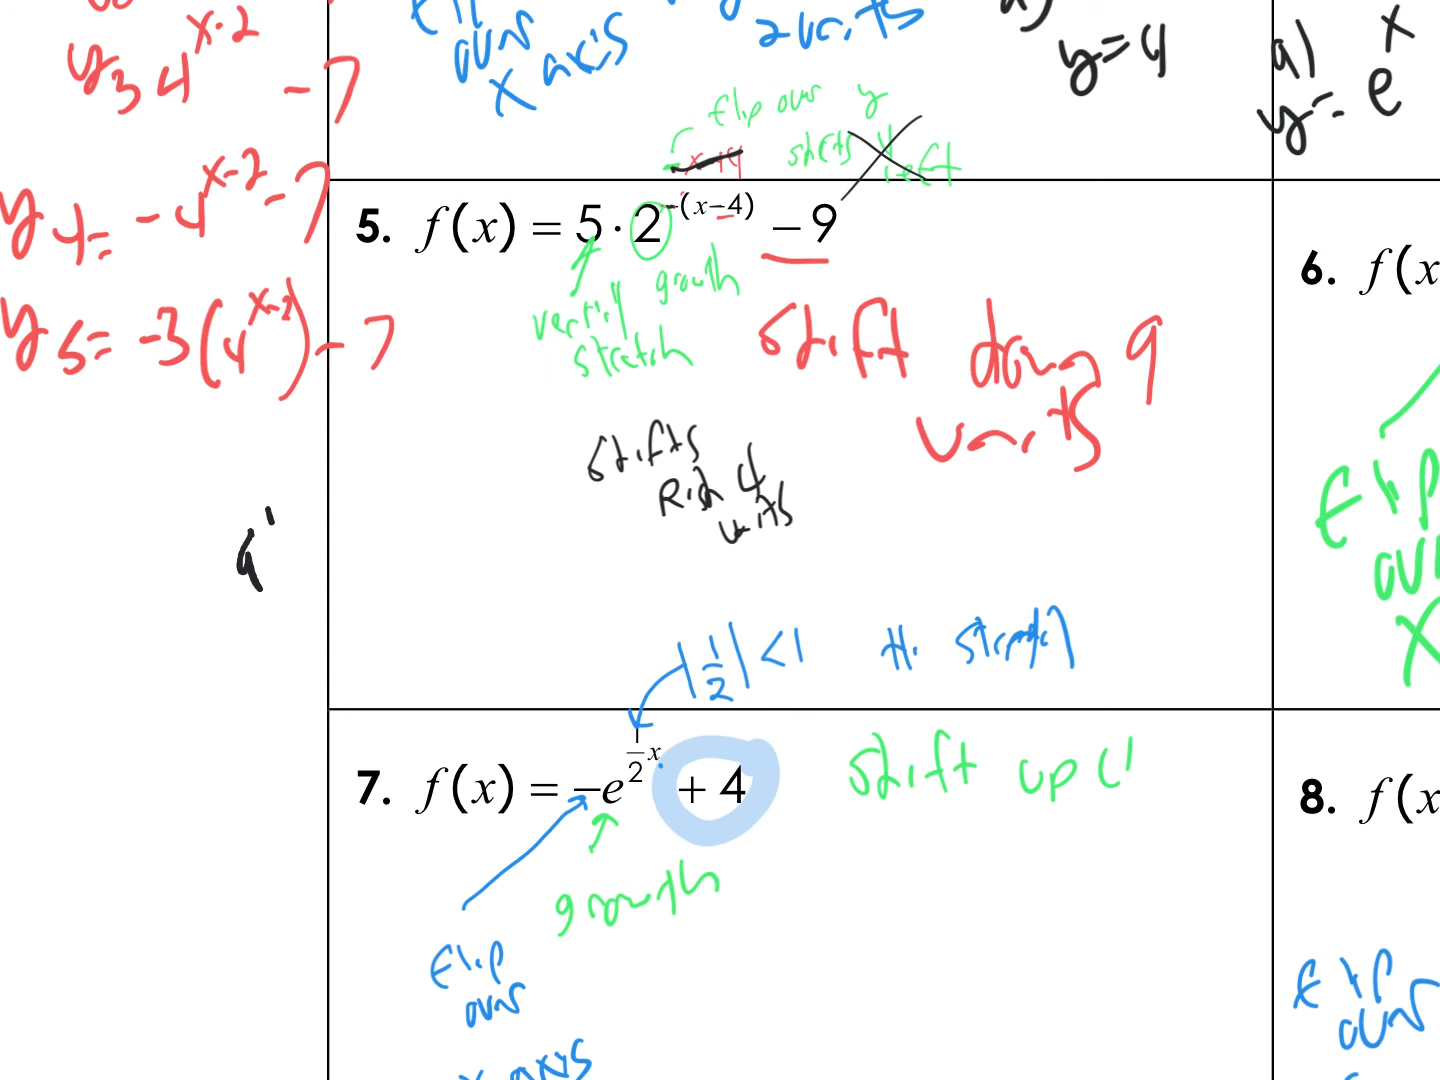 y3 4^{x-2} - 7
over
x axis
2 units
y = 4
a)
y = e^x
flip over y
shifts 4 left
-x+4
y4 = -4^{x-2} - 7
5. f(x) = 5 · 2^{-(x-4)} - 9
growth
vertical
stretch
shift down 9
units
y5 = -3(4^{x-2}) - 7
shifts
Righ 4
units
6. f(x
flip
over
x
|1/2| < 1
H. stretch
7. f(x) = -e^{1/2 x} + 4
shift up
growth
flip
over
x axis
8. f(x
flip
over